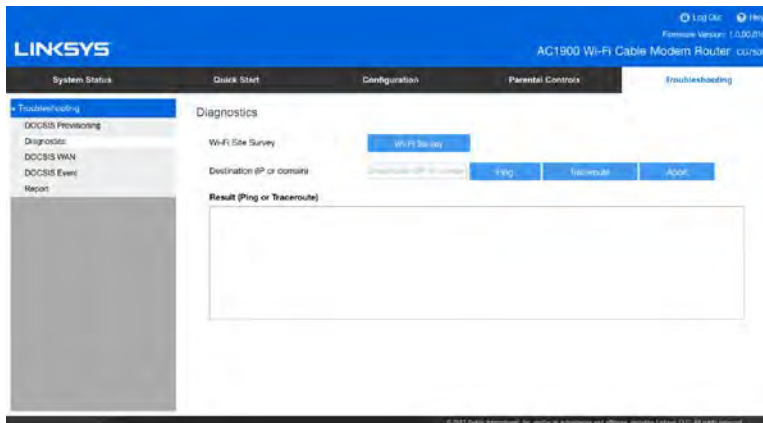 Log Out Help
Firmware Version: 1.0.00.
LINKSYS
AC1900 Wi-Fi Cable Modem Router
System Status Quick Start Configuration Parental Controls Troubleshooting
Troubleshooting
DOCSIS Provisioning
Diagnostics
DOCSIS WAN
DOCSIS Event
Report
Diagnostics
Wi-Fi Site Survey Wi-Fi Survey
Destination (IP or domain) Ping Traceroute Abort
Result (Ping or Traceroute)